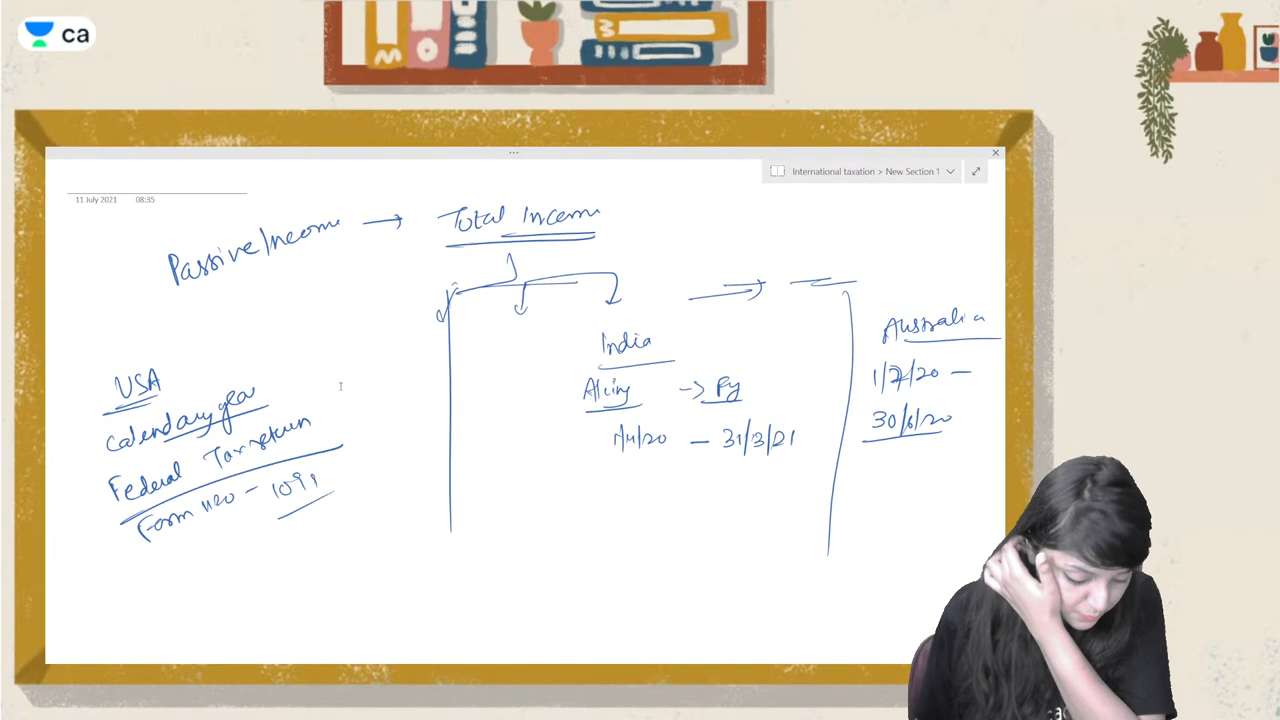 ca
International taxation > New Section 1
11 July 2021 08:35
Passive Income → Total Income
India
PY
1/4/20 - 31/3/21
USA
Calendar year
Federal Tax return
Form 1120 - 1099
Australia
1/7/20 -
30/6/20